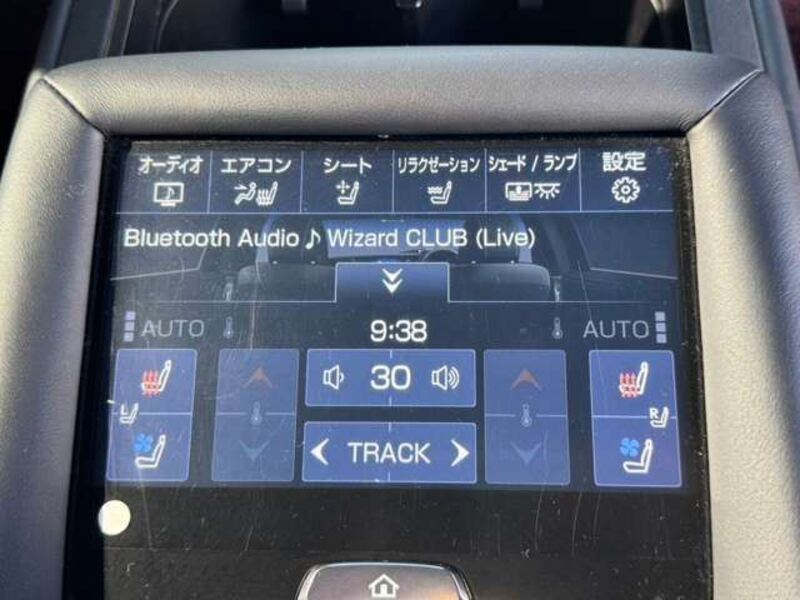 オーディオ エアコン シート リラクゼーション シェード / ランプ 設定
Bluetooth Audio ♪ Wizard CLUB (Live)
AUTO 9:38 AUTO
30
L R
TRACK